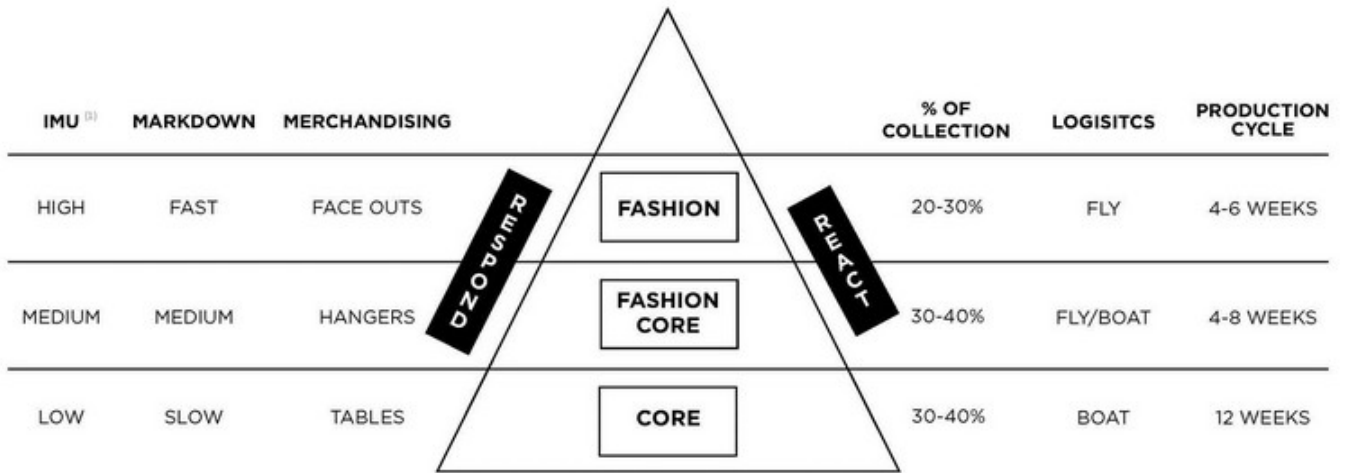 IMU (1) MARKDOWN MERCHANDISING % OF COLLECTION LOGISITCS PRODUCTION CYCLE
HIGH FAST FACE OUTS FASHION 20-30% FLY 4-6 WEEKS
RESPOND REACT
MEDIUM MEDIUM HANGERS FASHION CORE 30-40% FLY/BOAT 4-8 WEEKS
LOW SLOW TABLES CORE 30-40% BOAT 12 WEEKS